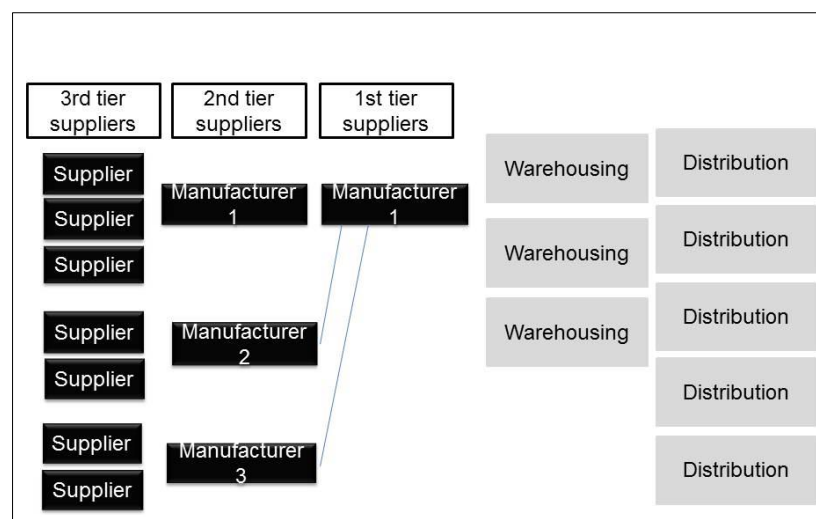 3rd tier
suppliers
2nd tier
suppliers
1st tier
suppliers
Supplier
Supplier
Supplier
Supplier
Supplier
Supplier
Supplier
Manufacturer
1
Manufacturer
2
Manufacturer
3
Manufacturer
1
Warehousing
Warehousing
Warehousing
Distribution
Distribution
Distribution
Distribution
Distribution